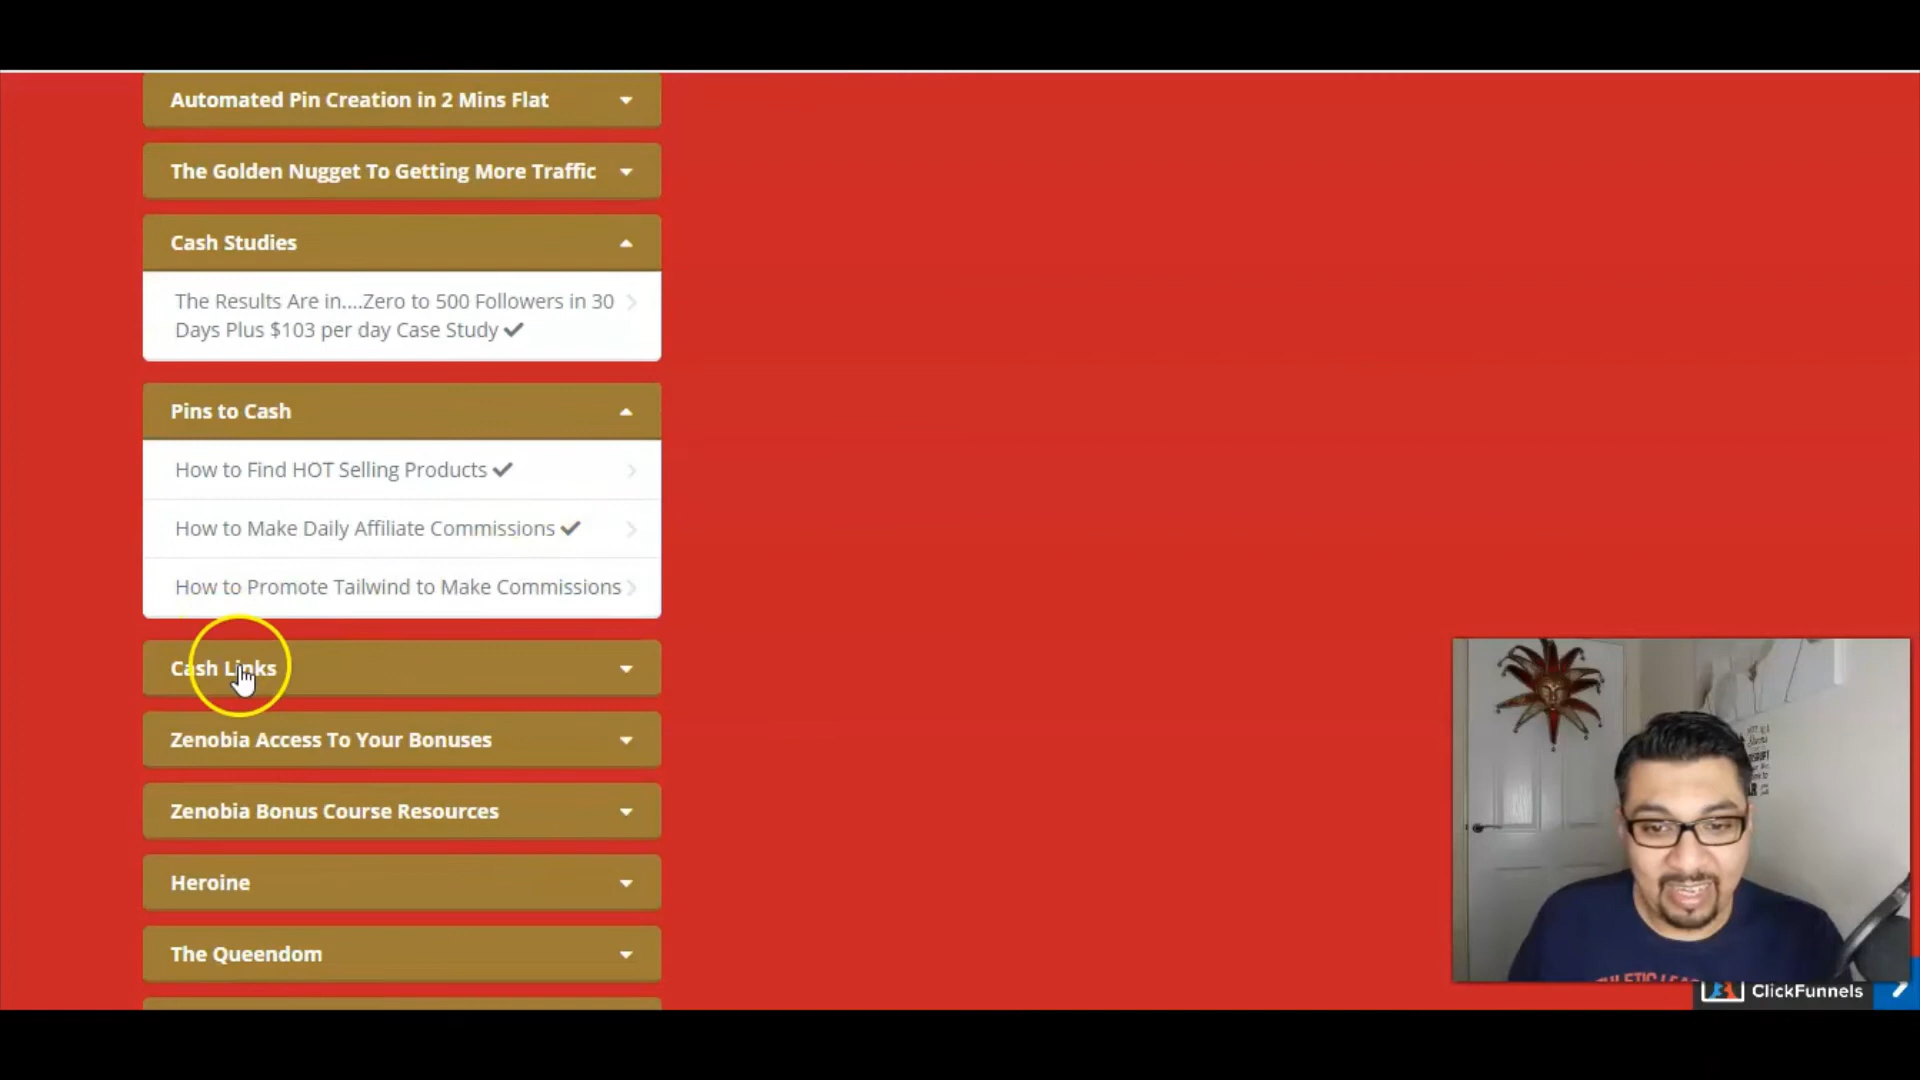 Automated Pin Creation in 2 Mins Flat
The Golden Nugget To Getting More Traffic
Cash Studies
The Results Are in....Zero to 500 Followers in 30
Days Plus $103 per day Case Study
Pins to Cash
How to Find HOT Selling Products
How to Make Daily Affiliate Commissions
How to Promote Tailwind to Make Commissions
Cash Links
Zenobia Access To Your Bonuses
Zenobia Bonus Course Resources
Heroine
The Queendom
ClickFunnels